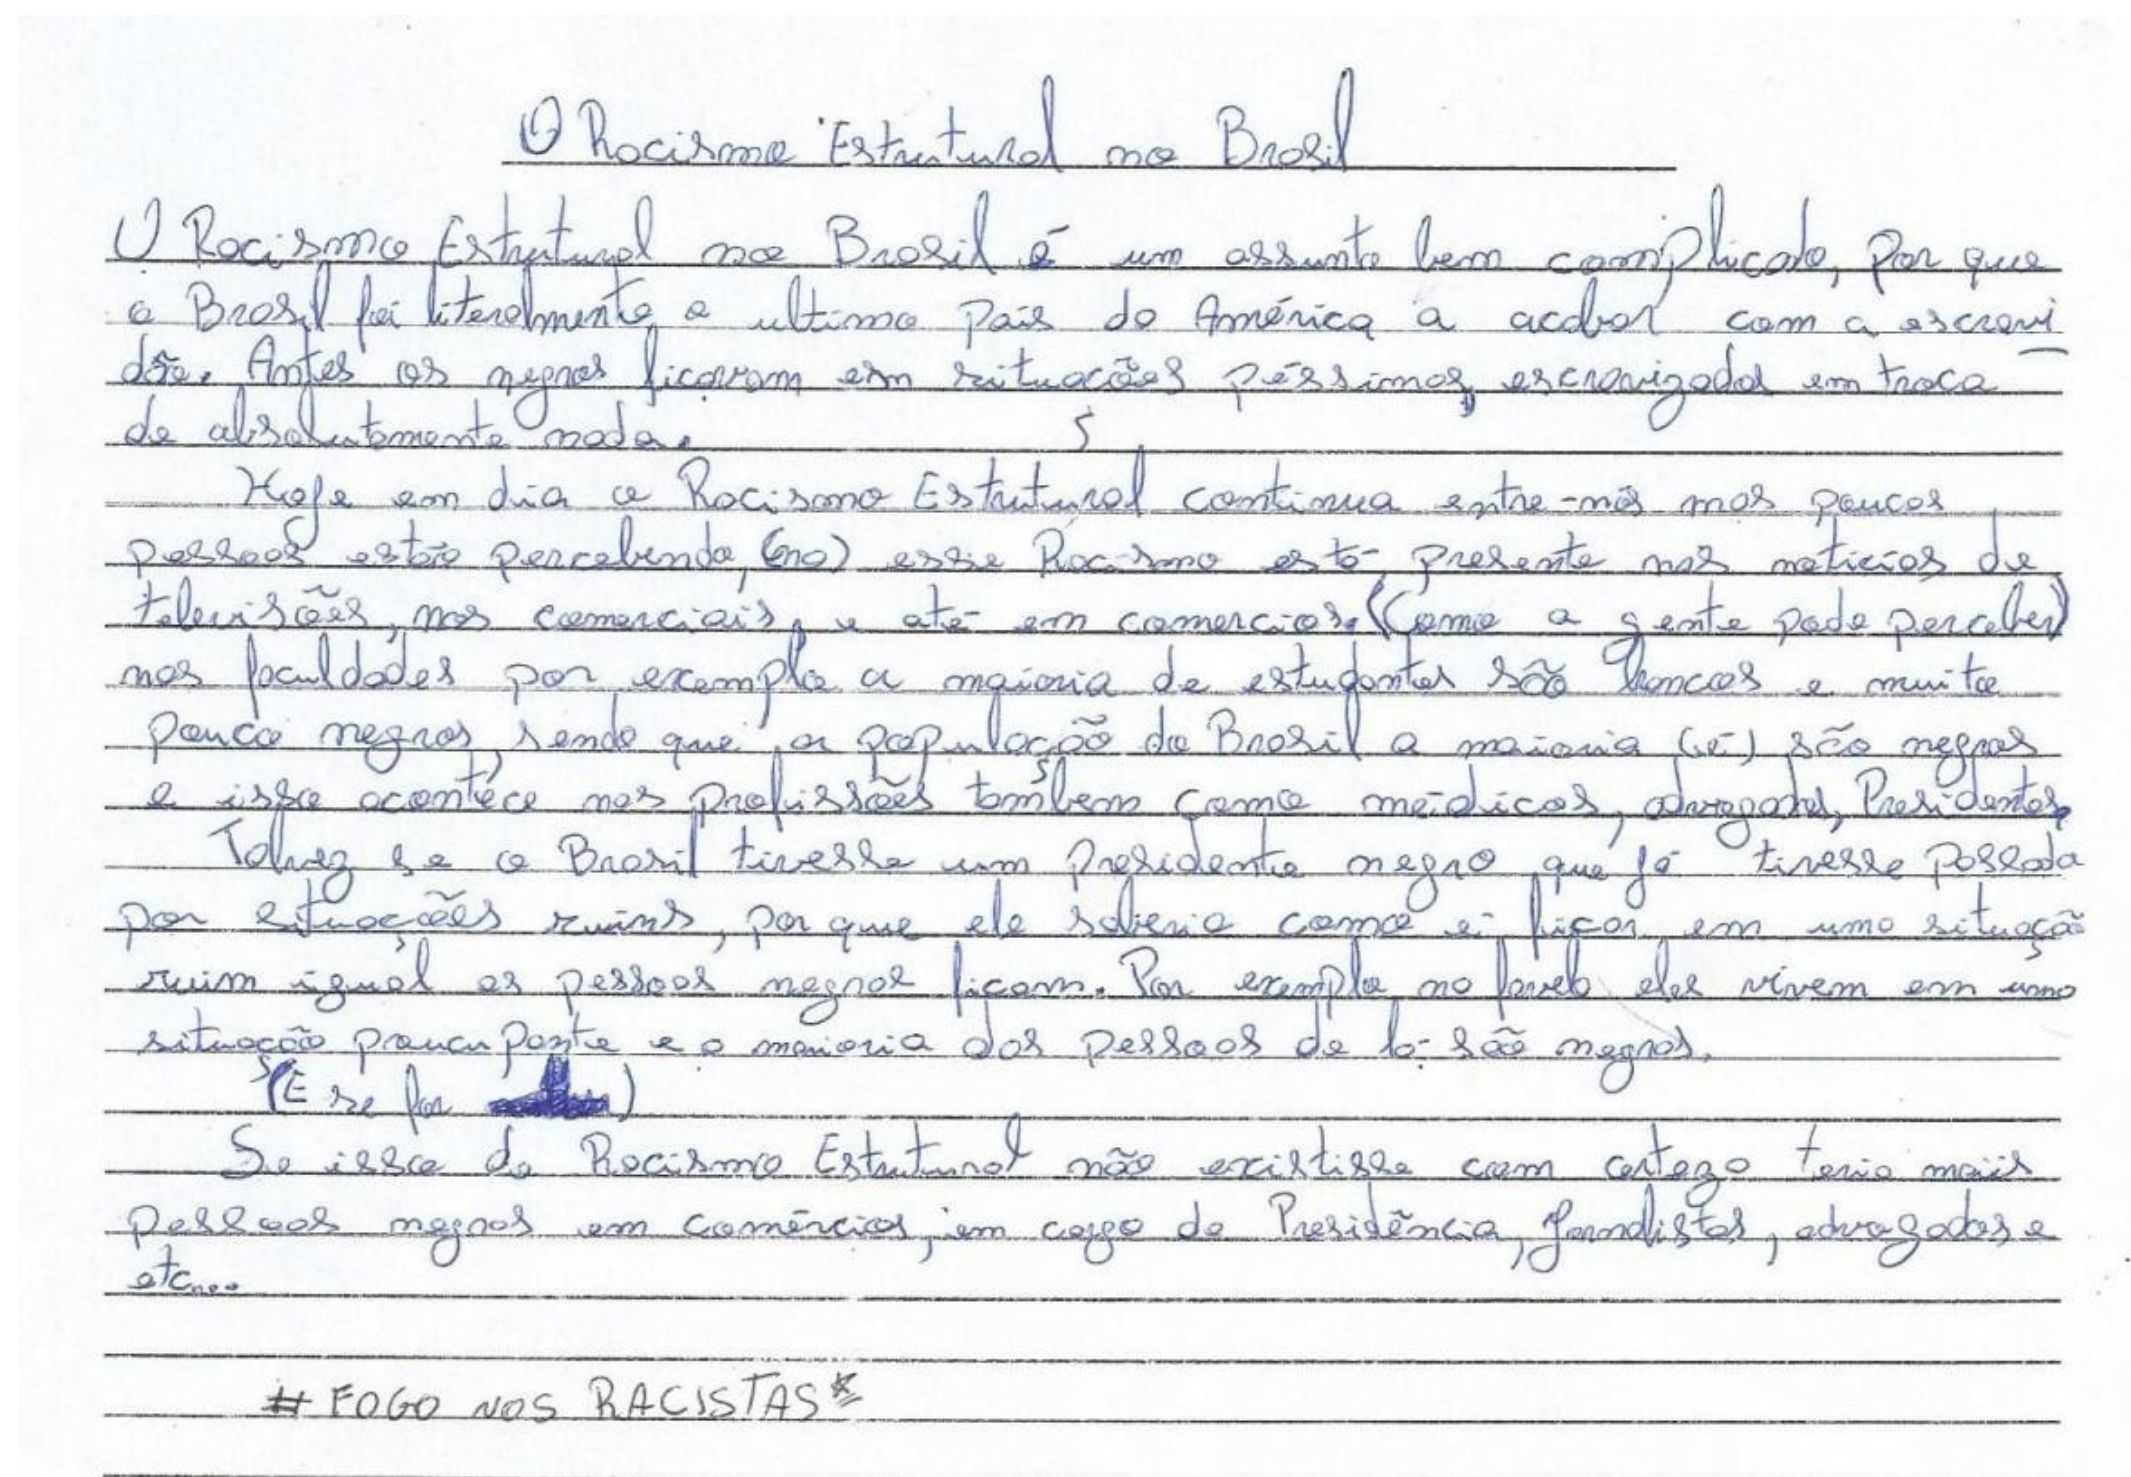 O Racismo Estrutural no Brasil
O Racismo Estrutural no Brasil é um assunto bem complicado, Por que
o Brasil foi literalmente o ultimo País da América a acabar com a escravi
dão. Antes os negros ficavam em situações péssimas, escravizados em troca
de absolutamente nada.
Hoje em dia o Racismo Estrutural continua entre-nós mas poucas
pessoas estão percebendo, (no) esse Racismo está presente nas noticias de
televisões, nos comerciais, e até em comercios. (Como a gente pode perceber)
nas faculdades por exemplo a maioria de estudantes são brancos e muito
pouco negros, sendo que a população do Brasil a maioria (é) são negros
e isso acontece nas profissões também como médicos, advogados, Presidentes.
Talvez se o Brasil tivesse um Presidente negro que já tivesse Passado
por situações ruins, por que ele saberia como é ficar em uma situação
ruim igual as pessoas negras ficam. Por exemplo na favela eles vivem em uma
situação precuponte e a maioria das pessoas de lá são negros.
(E se for )
Se isso de Racismo Estrutural não existisse com certeza teria mais
pessoas negras em comércios, em cargo de Presidência, Jornalistas, advogados e
etc...
# FOGO NOS RACISTAS*